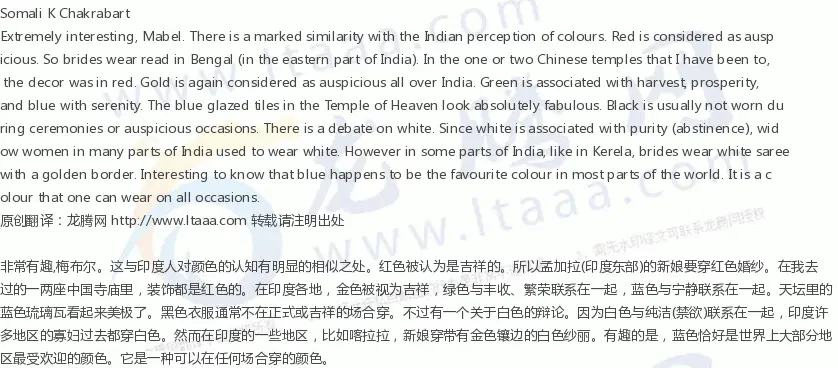 Somali K Chakrabart
Extremely interesting, Mabel. There is a marked similarity with the Indian perception of colours. Red is considered as ausp
icious. So brides wear read in Bengal (in the eastern part of India). In the one or two Chinese temples that I have been to,
the decor was in red. Gold is again considered as auspicious all over India. Green is associated with harvest, prosperity,
and blue with serenity. The blue glazed tiles in the Temple of Heaven look absolutely fabulous. Black is usually not worn du
ring ceremonies or auspicious occasions. There is a debate on white. Since white is associated with purity (abstinence), wid
ow women in many parts of India used to wear white. However in some parts of India, like in Kerela, brides wear white saree
with a golden border. Interesting to know that blue happens to be the favourite colour in most parts of the world. It is a c
olour that one can wear on all occasions.
原创翻译：龙腾网 http://www.ltaaa.com 转载请注明出处
非常有趣,梅布尔。这与印度人对颜色的认知有明显的相似之处。红色被认为是吉祥的。所以孟加拉(印度东部)的新娘要穿红色婚纱。在我去
过的一两座中国寺庙里，装饰都是红色的。在印度各地，金色被视为吉祥，绿色与丰收、繁荣联系在一起，蓝色与宁静联系在一起。天坛里的
蓝色琉璃瓦看起来美极了。黑色衣服通常不在正式或吉祥的场合穿。不过有一个关于白色的辩论。因为白色与纯洁(禁欲)联系在一起，印度许
多地区的寡妇过去都穿白色。然而在印度的一些地区，比如喀拉拉，新娘穿带有金色镶边的白色纱丽。有趣的是，蓝色恰好是世界上大部分地
区最受欢迎的颜色。它是一种可以在任何场合穿的颜色。
龙腾网
www.ltaaa.com